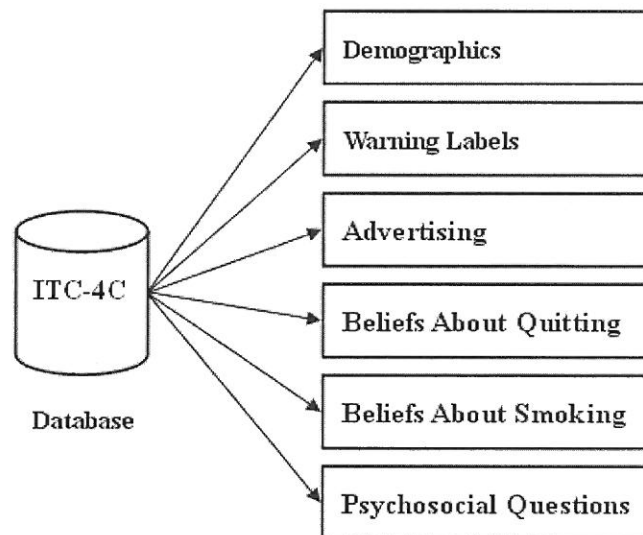 Demographics
Warning Labels
Advertising
ITC-4C
Beliefs About Quitting
Beliefs About Smoking
Database
Psychosocial Questions